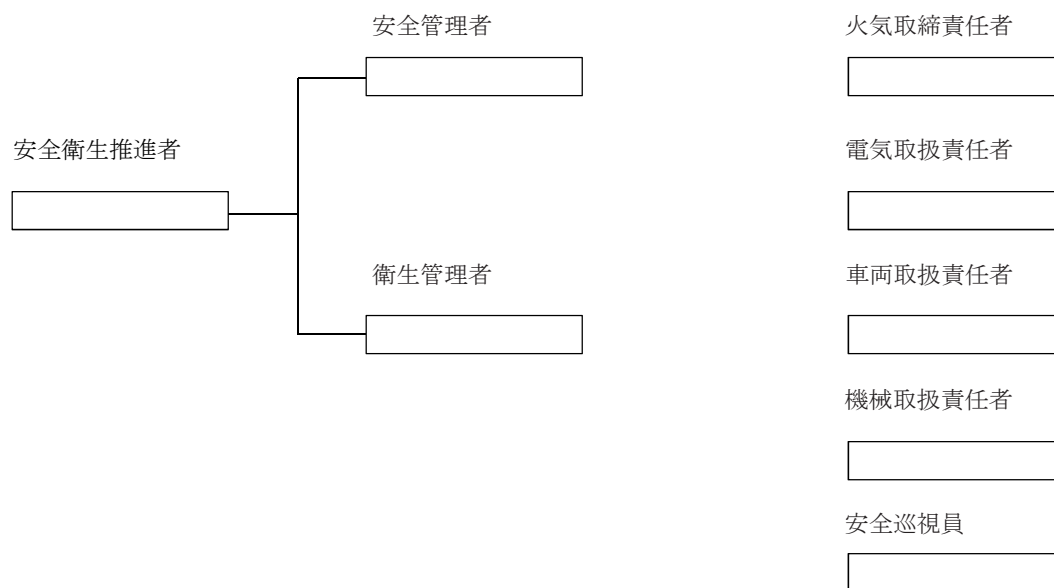 安全管理者
火気取締責任者
安全衛生推進者
電気取扱責任者
衛生管理者
車両取扱責任者
機械取扱責任者
安全巡視員